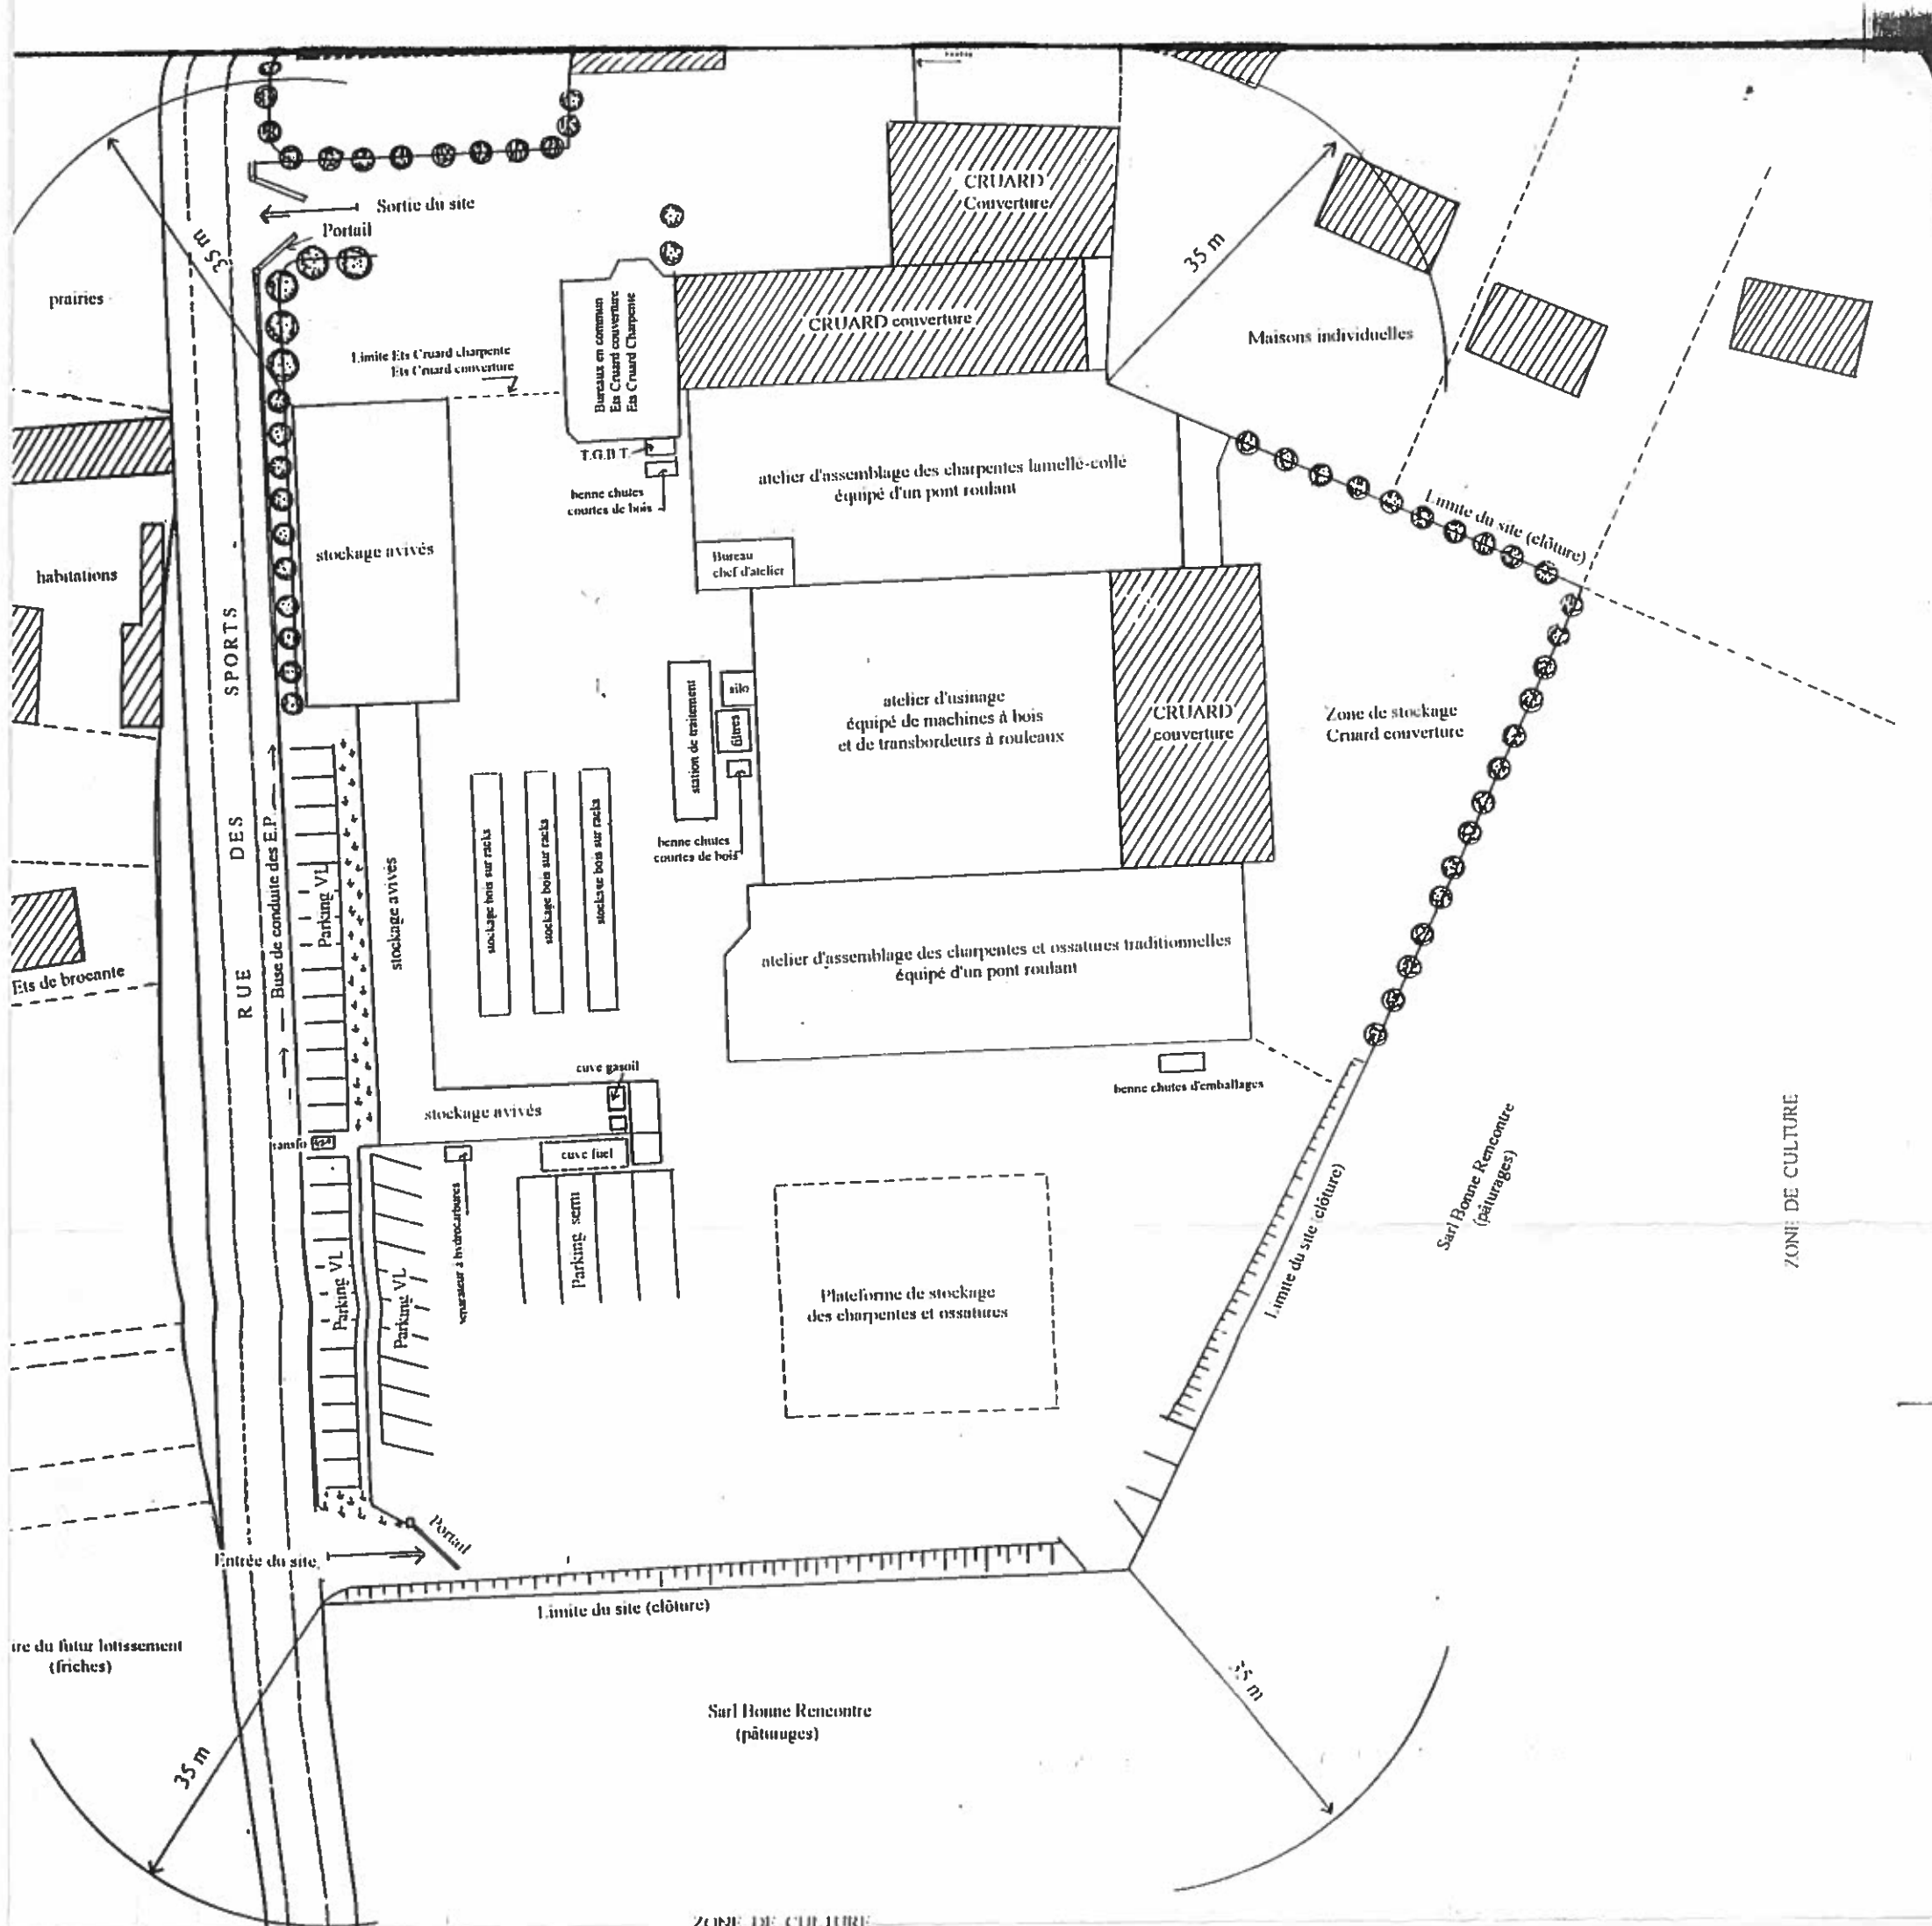 CRUARD
Couverture
Sortie du site
Portail
35 m
35 m
prairies
Bureaux en commun
Ets Cruard couverture
Ets Cruard Charpente
CRUARD couverture
Maisons individuelles
Limite Ets Cruard charpente
Ets Cruard couverture
T.G.B.T.
benne chutes
courtes de bois
atelier d'assemblage des charpentes lamellé-collé
équipé d'un pont roulant
Limite du site (clôture)
stockage avivés
Bureau
chef d'atelier
habitations
RUE DES SPORTS
station de traitement
silo
filtres
atelier d'usinage
équipé de machines à bois
et de transbordeurs à rouleaux
CRUARD
couverture
Zone de stockage
Cruard couverture
benne chutes
courtes de bois
Buse de conduite des E.P.
Parking VL
stockage avives
stockage bois sur racks
stockage bois sur racks
stockage bois sur racks
Ets de brocante
atelier d'assemblage des charpentes et ossatures traditionnelles
équipé d'un pont roulant
cuve gasoil
benne chutes d'emballages
stockage avivés
transfo
cuve fuel
séparateur à hydrocarbures
Parking semi
Parking VL
Parking VL
Plateforme de stockage
des charpentes et ossatures
Limite du site (clôture)
Sarl Bonne Rencontre
(pâturages)
ZONE DE CULTURE
Portail
Entrée du site
Limite du site (clôture)
ire du futur lotissement
(friches)
Sarl Bonne Rencontre
35 m
ZONE DE CULTURE